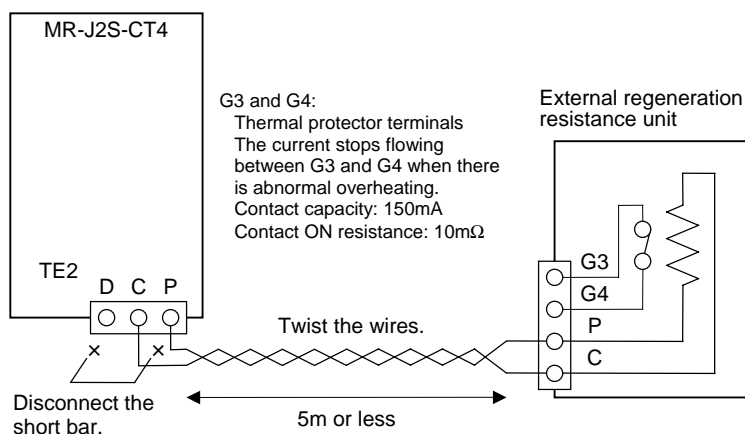 MR-J2S-CT4
G3 and G4:
Thermal protector terminals
The current stops flowing
between G3 and G4 when there
is abnormal overheating.
Contact capacity: 150mA
Contact ON resistance: 10mΩ
External regeneration
resistance unit
TE2
D C P
G3
G4
P
C
Twist the wires.
Disconnect the
short bar.
5m or less